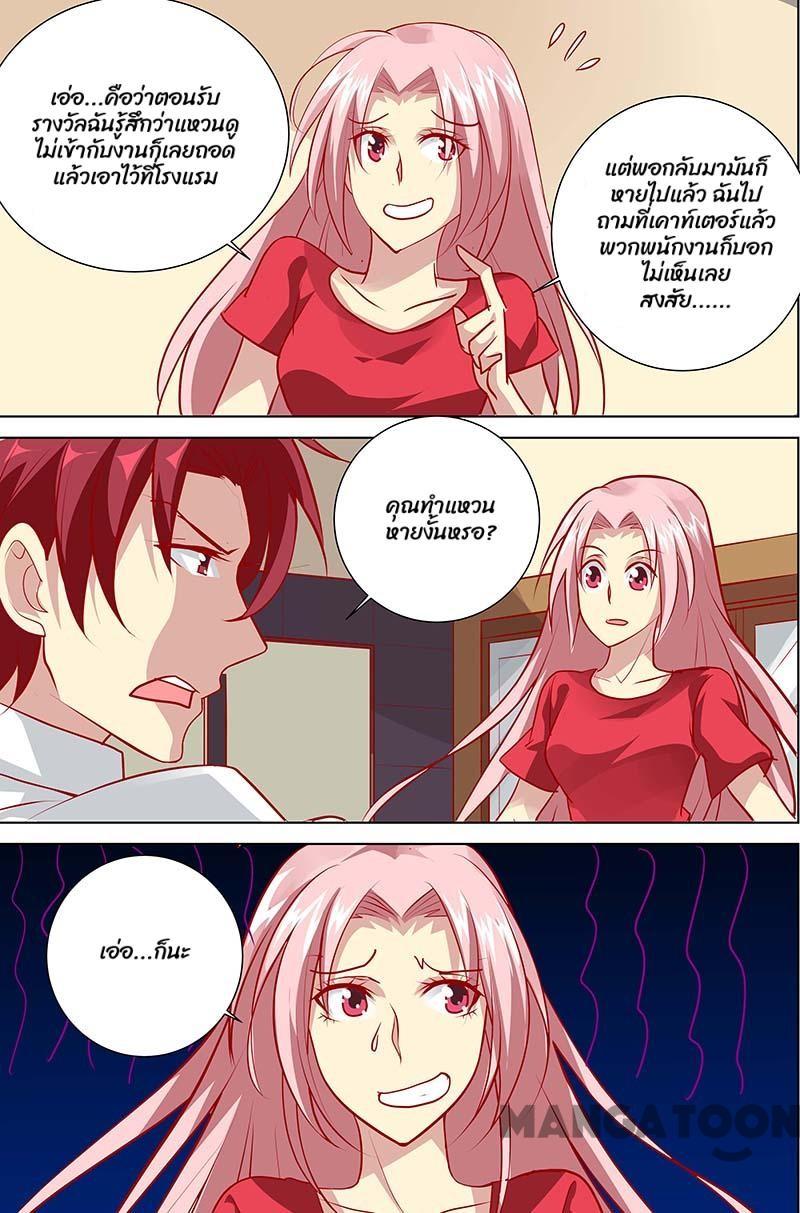 เอ่อ...คือว่าตอนรับ
รางวัลฉันรู้สึกว่าแหวนดู
ไม่เข้ากับงานก็เลยถอด
แล้วเอาไว้ที่โรงแรม
แต่พอกลับมามันก็
หายไปแล้ว ฉันไป
ถามที่เคาท์เตอร์แล้ว
พวกพนักงานก็บอก
ไม่เห็นเลย
สงสัย......
คุณทำแหวน
หายงั้นหรอ?
เอ่อ...ก็นะ
MANGATOON